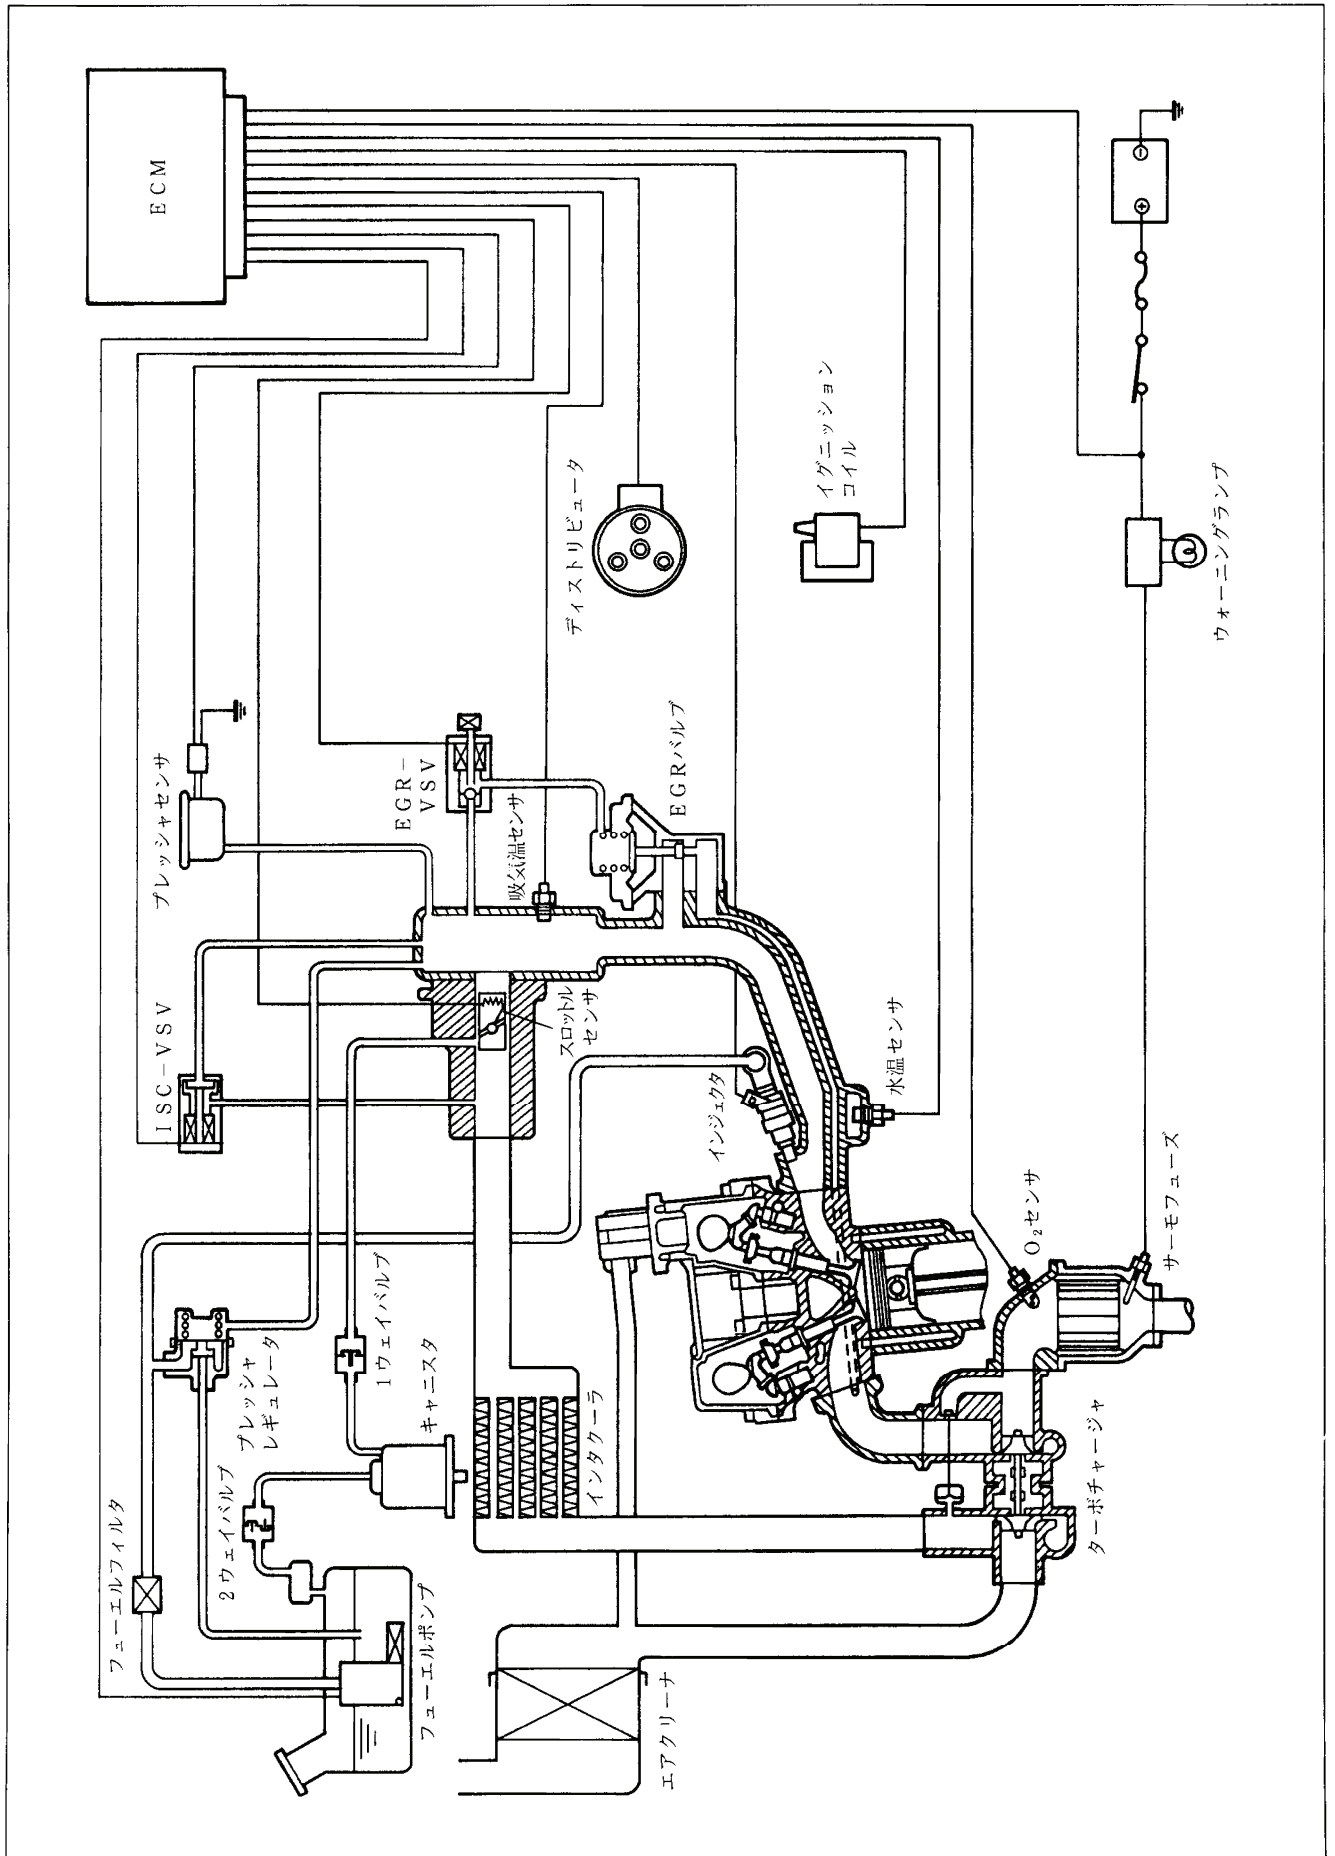 ECM
プレッシャセンサ
ISC−VSV
フューエルフィルタ
2ウェイバルブ
プレッシャ
レギュレータ
1ウェイバルブ
キャニスタ
フューエルポンプ
インタクーラ
エアクリーナ
EGR−
VSV
吸気温センサ
スロットル
センサ
EGRバルブ
ディストリビュータ
インジェクタ
イグニッション
コイル
水温センサ
O₂センサ
サーモフューズ
ターボチャージャ
ウォーニングランプ
⊕
⊖